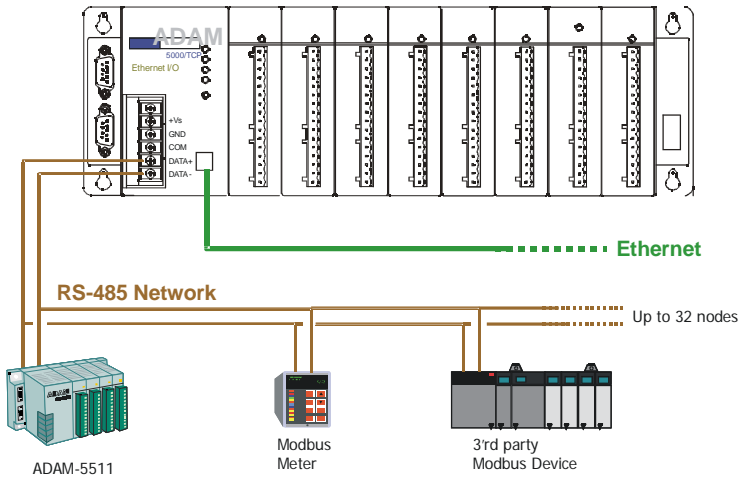 ADAM
5000/TCP
Ethernet I/O
+Vs
GND
COM
DATA+
DATA-
Ethernet
RS-485 Network
Up to 32 nodes
ADAM
ADAM-5511
Modbus
Meter
3'rd party
Modbus Device